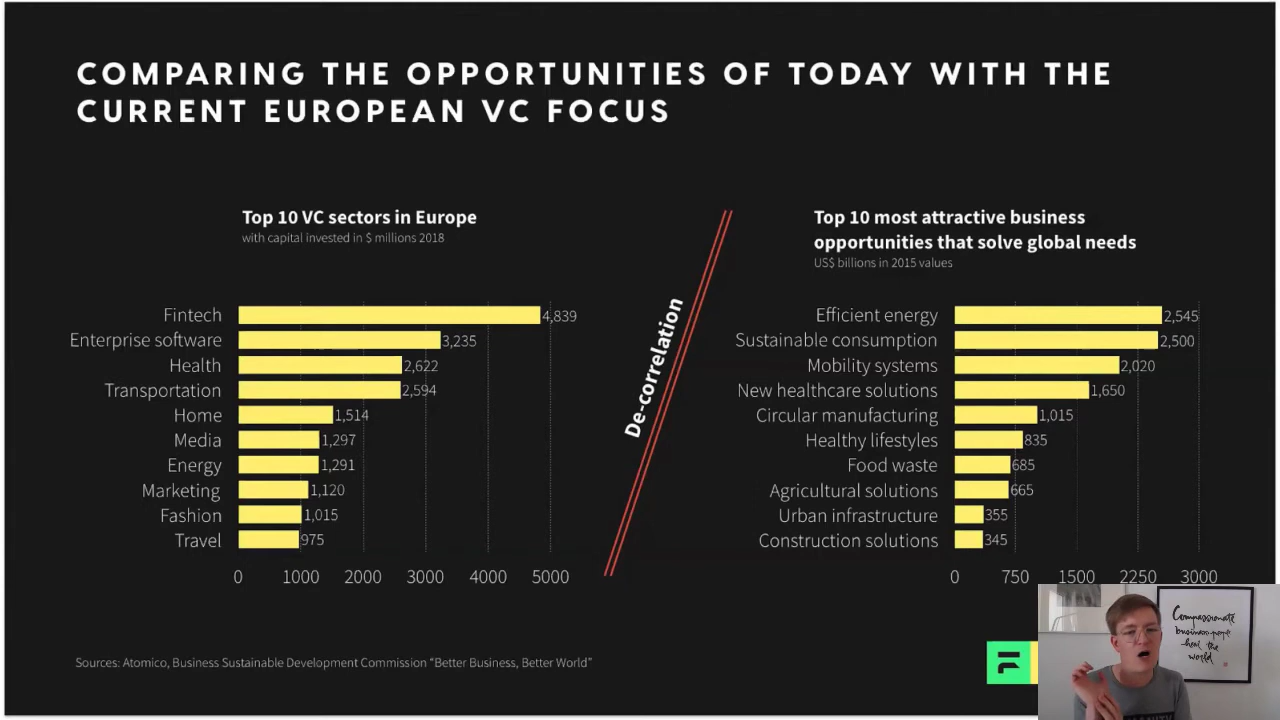 COMPARING THE OPPORTUNITIES OF TODAY WITH THE
CURRENT EUROPEAN VC FOCUS
Top 10 VC sectors in Europe
with capital invested in $ millions 2018
Fintech 4,839
Enterprise software 3,235
Health 2,622
Transportation 2,594
Home 1,514
Media 1,297
Energy 1,291
Marketing 1,120
Fashion 1,015
Travel 975
0 1000 2000 3000 4000 5000
De-correlation
Top 10 most attractive business
opportunities that solve global needs
US$ billions in 2015 values
Efficient energy 2,545
Sustainable consumption 2,500
Mobility systems 2,020
New healthcare solutions 1,650
Circular manufacturing 1,015
Healthy lifestyles 835
Food waste 685
Agricultural solutions 665
Urban infrastructure 355
Construction solutions 345
0 750 1500 2250 3000
Sources: Atomico, Business Sustainable Development Commission “Better Business, Better World”
Compassionate
business
heal the
world